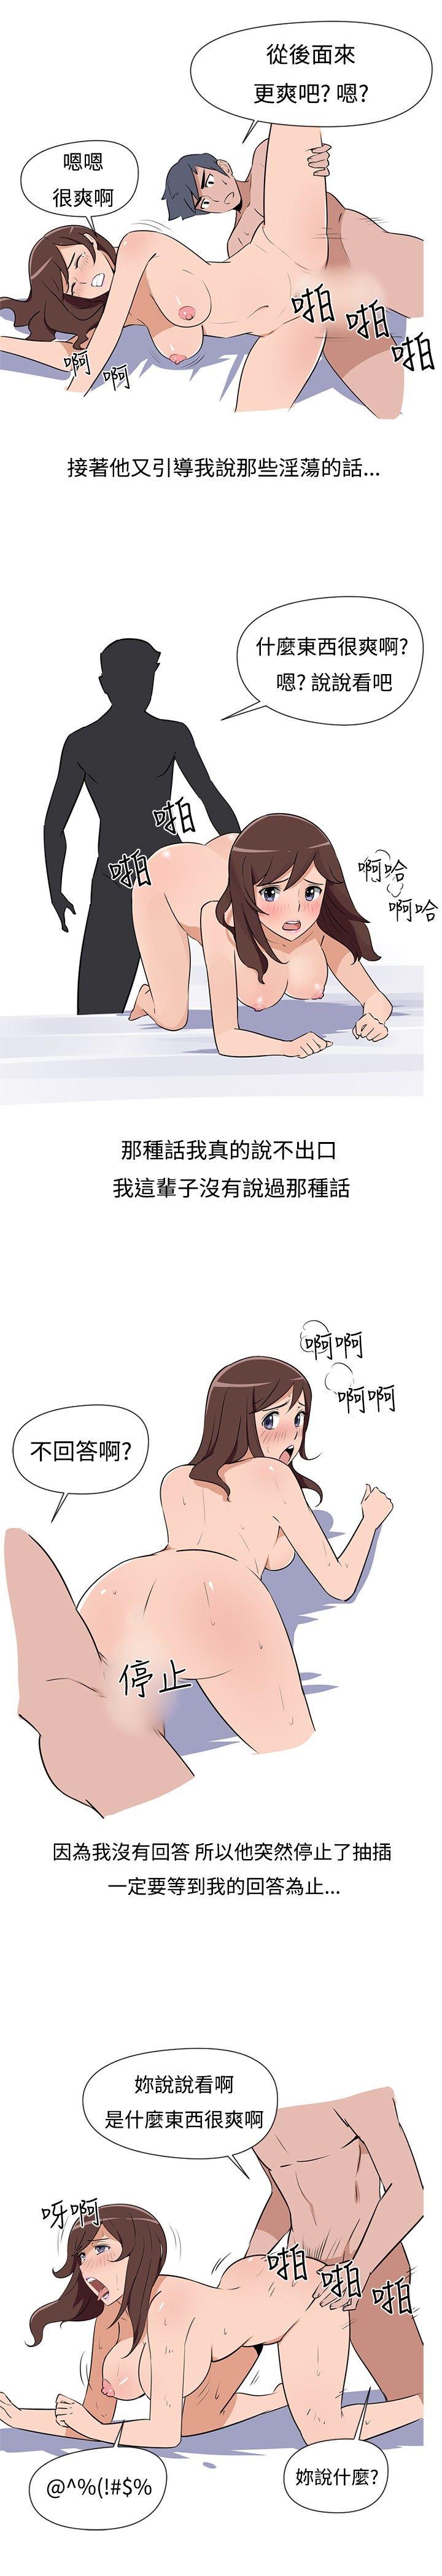 從後面來
更爽吧? 嗯?
嗯嗯
很爽啊
啪
啪
啪
啊
啊
接著他又引導我說那些淫蕩的話...
什麼東西很爽啊?
嗯? 說說看吧
啪
啪
啊哈
啊哈
那種話我真的說不出口
我這輩子沒有說過那種話
啊啊
啊啊
不回答啊?
停止
因為我沒有回答 所以他突然停止了抽插
一定要等到我的回答為止...
妳說說看啊
是什麼東西很爽啊
呀啊
啪
啪
啪
@^%(!#$%
妳說什麼?